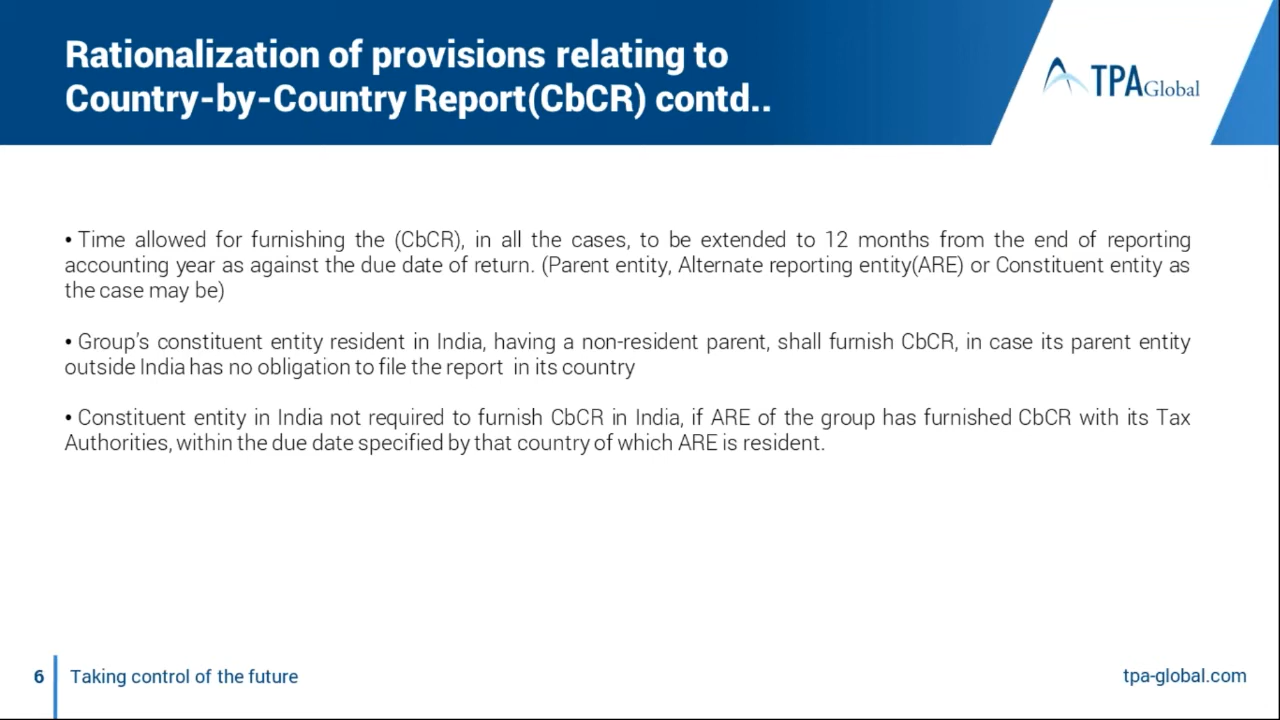 Rationalization of provisions relating to
Country-by-Country Report(CbCR) contd..
TPAGlobal
• Time allowed for furnishing the (CbCR), in all the cases, to be extended to 12 months from the end of reporting
accounting year as against the due date of return. (Parent entity, Alternate reporting entity(ARE) or Constituent entity as
the case may be)
• Group’s constituent entity resident in India, having a non-resident parent, shall furnish CbCR, in case its parent entity
outside India has no obligation to file the report in its country
• Constituent entity in India not required to furnish CbCR in India, if ARE of the group has furnished CbCR with its Tax
Authorities, within the due date specified by that country of which ARE is resident.
6 Taking control of the future
tpa-global.com